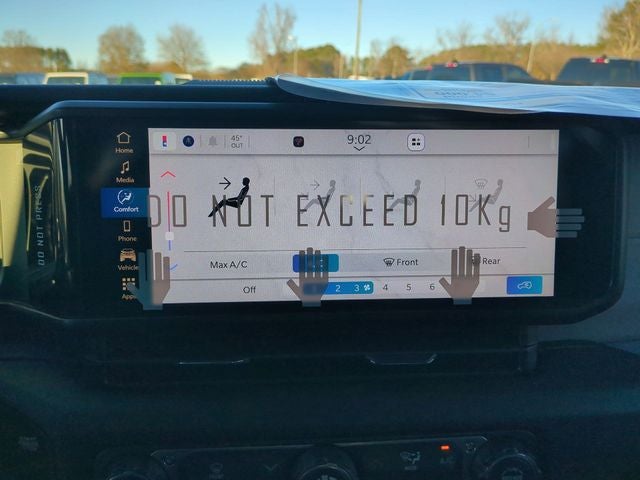 45°
OUT
9:02
Home
Media
Comfort
Phone
Vehicle
Apps
DO NOT PRESS
DO NOT EXCEED 10Kg
Max A/C
Front
Rear
Off
2 3 4 5 6